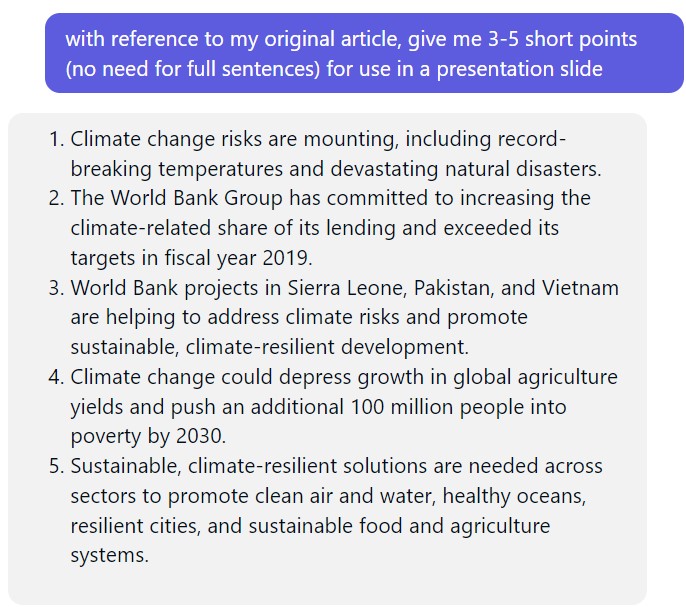 with reference to my original article, give me 3-5 short points
(no need for full sentences) for use in a presentation slide
1. Climate change risks are mounting, including record-
breaking temperatures and devastating natural disasters.
2. The World Bank Group has committed to increasing the
climate-related share of its lending and exceeded its
targets in fiscal year 2019.
3. World Bank projects in Sierra Leone, Pakistan, and Vietnam
are helping to address climate risks and promote
sustainable, climate-resilient development.
4. Climate change could depress growth in global agriculture
yields and push an additional 100 million people into
poverty by 2030.
5. Sustainable, climate-resilient solutions are needed across
sectors to promote clean air and water, healthy oceans,
resilient cities, and sustainable food and agriculture
systems.